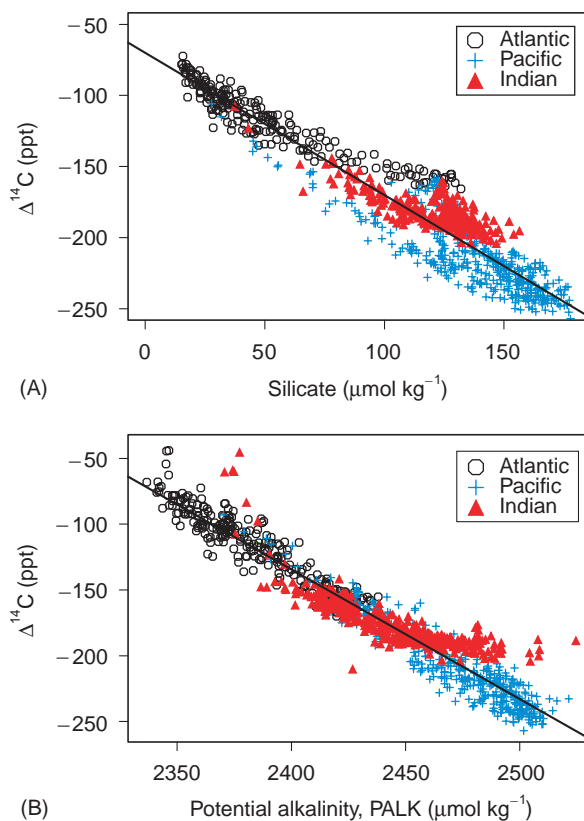 −50
−100
−150
−200
−250
Δ¹⁴C (ppt)
Atlantic
Pacific
Indian
0
50
100
150
(A)
Silicate (μmol kg⁻¹)
−50
−100
−150
−200
−250
Δ¹⁴C (ppt)
Atlantic
Pacific
Indian
2350
2400
2450
2500
(B)
Potential alkalinity, PALK (μmol kg⁻¹)